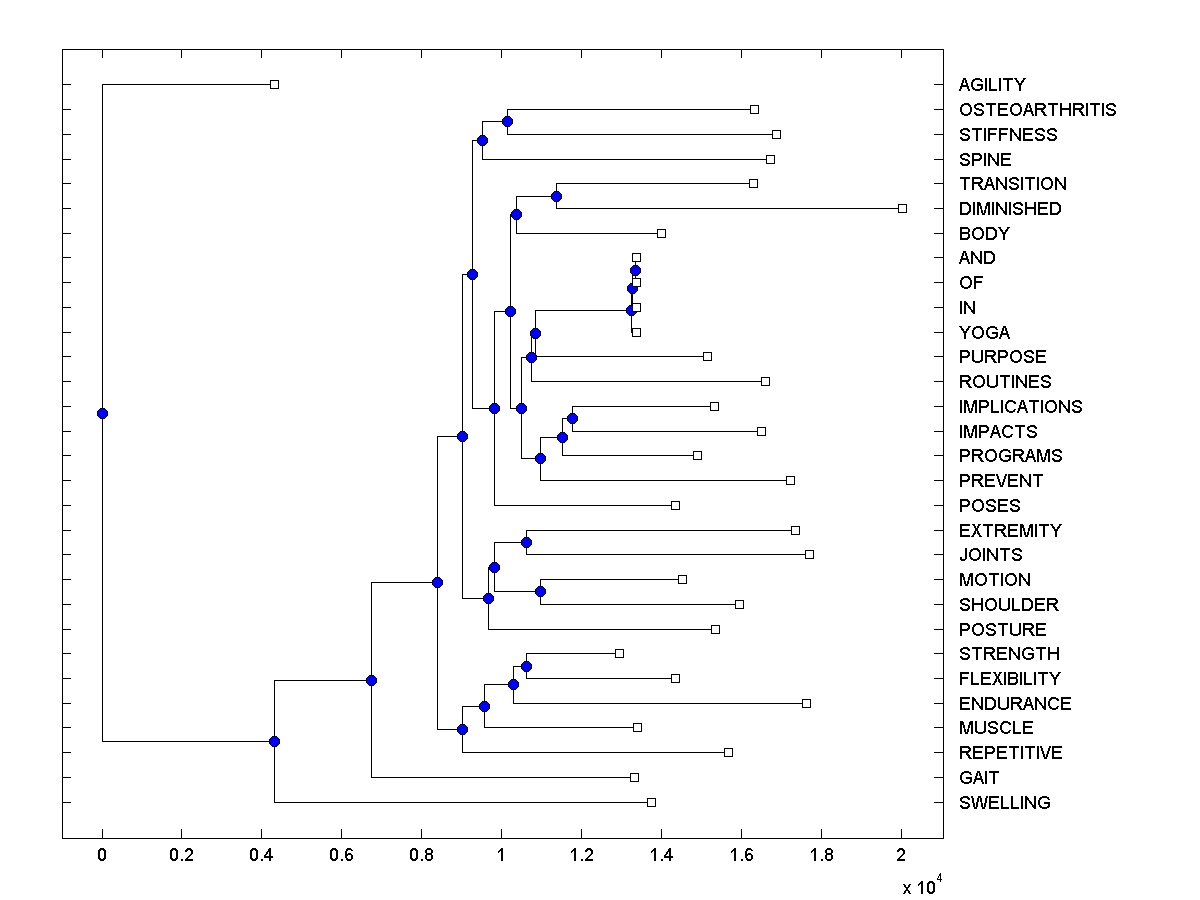 AGILITY
OSTEOARTHRITIS
STIFFNESS
SPINE
TRANSITION
DIMINISHED
BODY
AND
OF
IN
YOGA
PURPOSE
ROUTINES
IMPLICATIONS
IMPACTS
PROGRAMS
PREVENT
POSES
EXTREMITY
JOINTS
MOTION
SHOULDER
POSTURE
STRENGTH
FLEXIBILITY
ENDURANCE
MUSCLE
REPETITIVE
GAIT
SWELLING
0 0.2 0.4 0.6 0.8 1 1.2 1.4 1.6 1.8 2
x 10^4